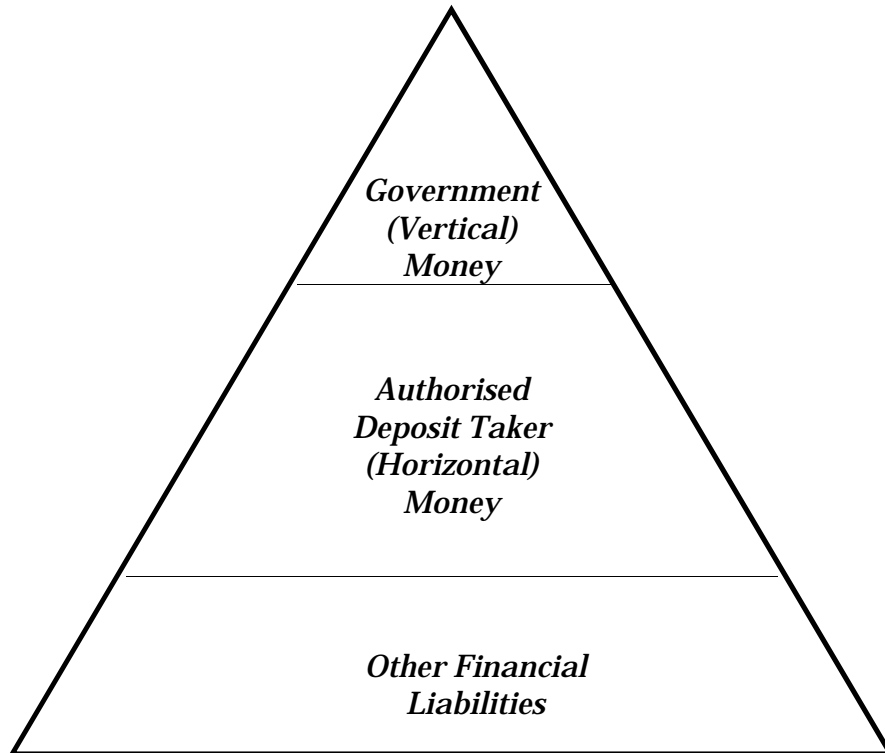 Government
(Vertical)
Money
Authorised
Deposit Taker
(Horizontal)
Money
Other Financial
Liabilities